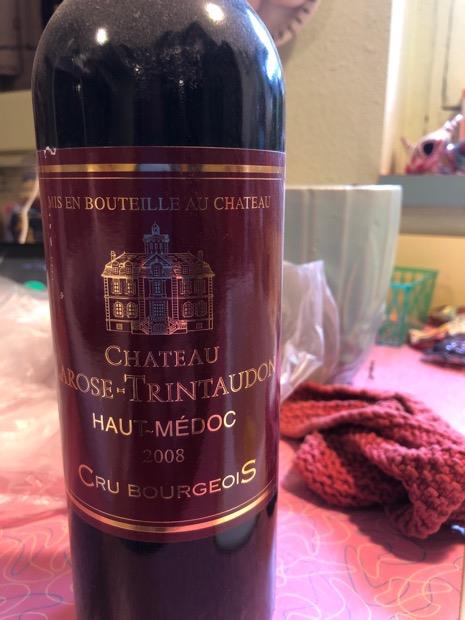 MIS EN BOUTEILLE AU CHATEAU
CHATEAU
LAROSE-TRINTAUDON
HAUT-MÉDOC
2008
CRU BOURGEOIS